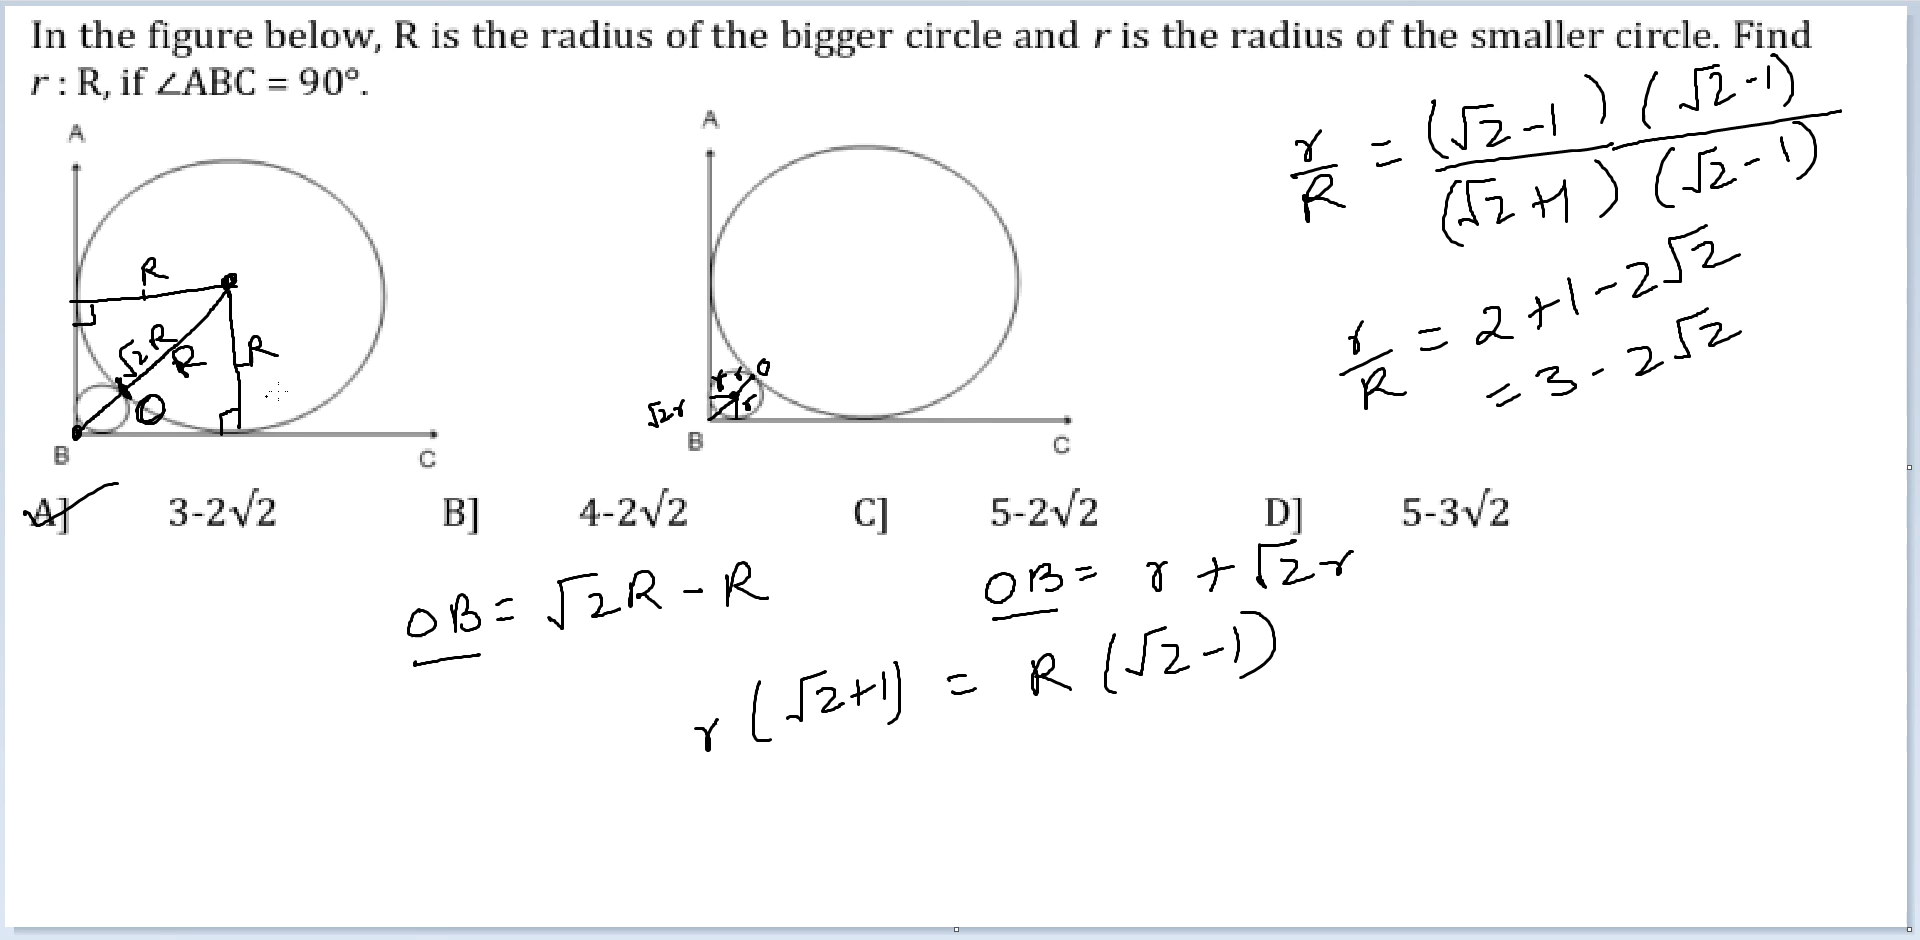 In the figure below, R is the radius of the bigger circle and r is the radius of the smaller circle. Find
r : R, if ∠ABC = 90°.
A
R
√2 R
R
R
O
B
C
A
r r O
r
√2r
B
C
r/R = (√2-1) (√2-1) / (√2+1) (√2-1)
r/R = 2+1-2√2
= 3-2√2
A] 3-2√2 B] 4-2√2 C] 5-2√2 D] 5-3√2
OB = √2R - R
OB = r + √2r
r (√2+1) = R (√2-1)